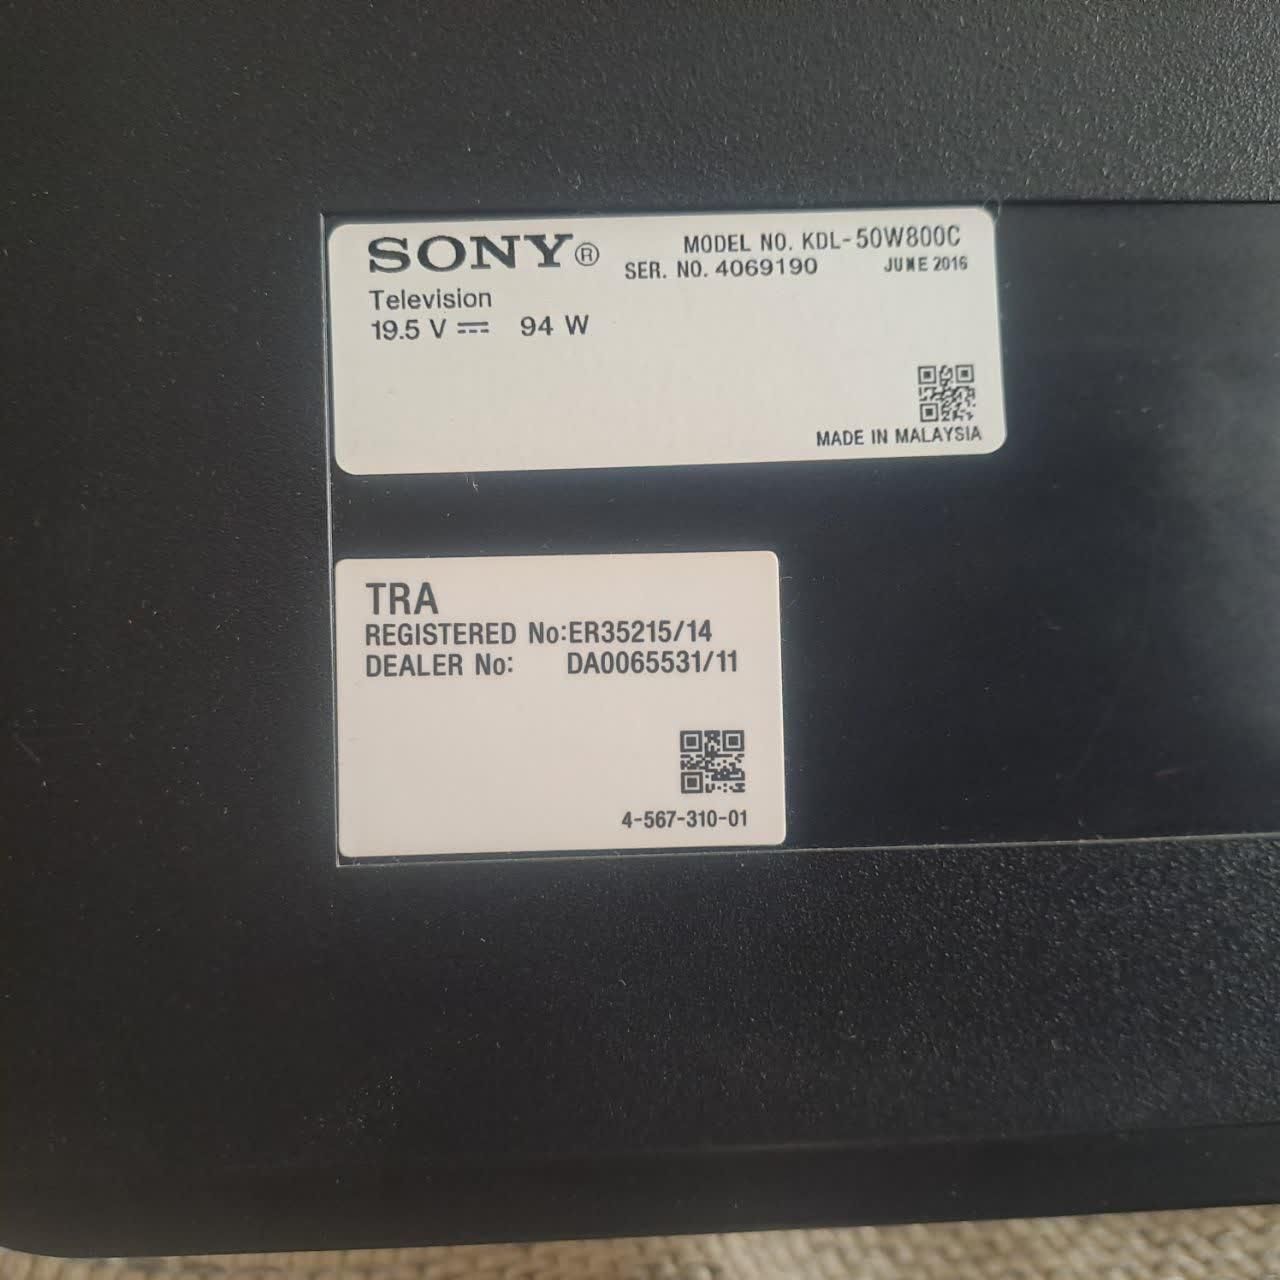 SONY®
MODEL NO. KDL-50W800C
SER. NO. 4069190
JUNE 2016
Television
19.5 V ⎓ 94 W
MADE IN MALAYSIA
TRA
REGISTERED No:ER35215/14
DEALER No: DA0065531/11
4-567-310-01